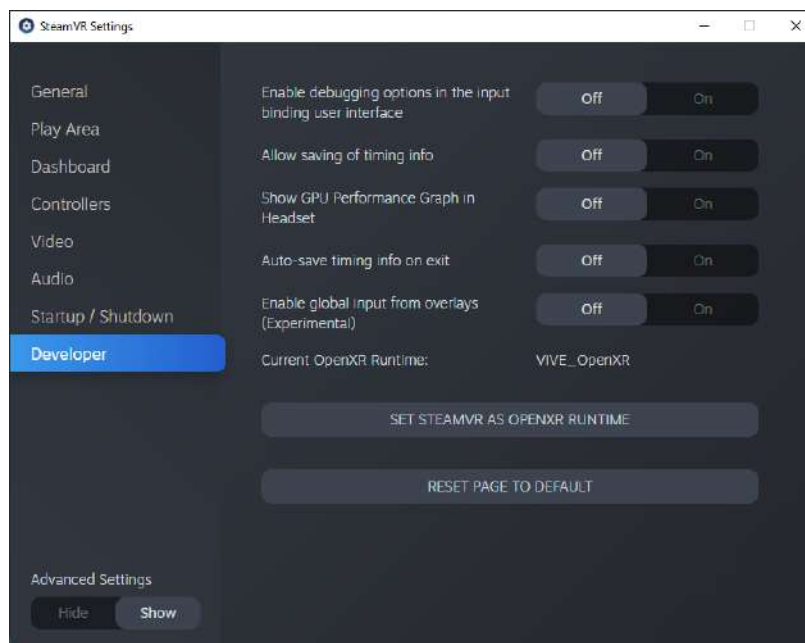 SteamVR Settings
General
Play Area
Dashboard
Controllers
Video
Audio
Startup / Shutdown
Developer
Advanced Settings
Hide
Show
Enable debugging options in the input
binding user interface
Off
On
Allow saving of timing info
Off
On
Show GPU Performance Graph in
Headset
Off
On
Auto-save timing info on exit
Off
On
Enable global input from overlays
(Experimental)
Off
On
Current OpenXR Runtime:
VIVE_OpenXR
SET STEAMVR AS OPENXR RUNTIME
RESET PAGE TO DEFAULT